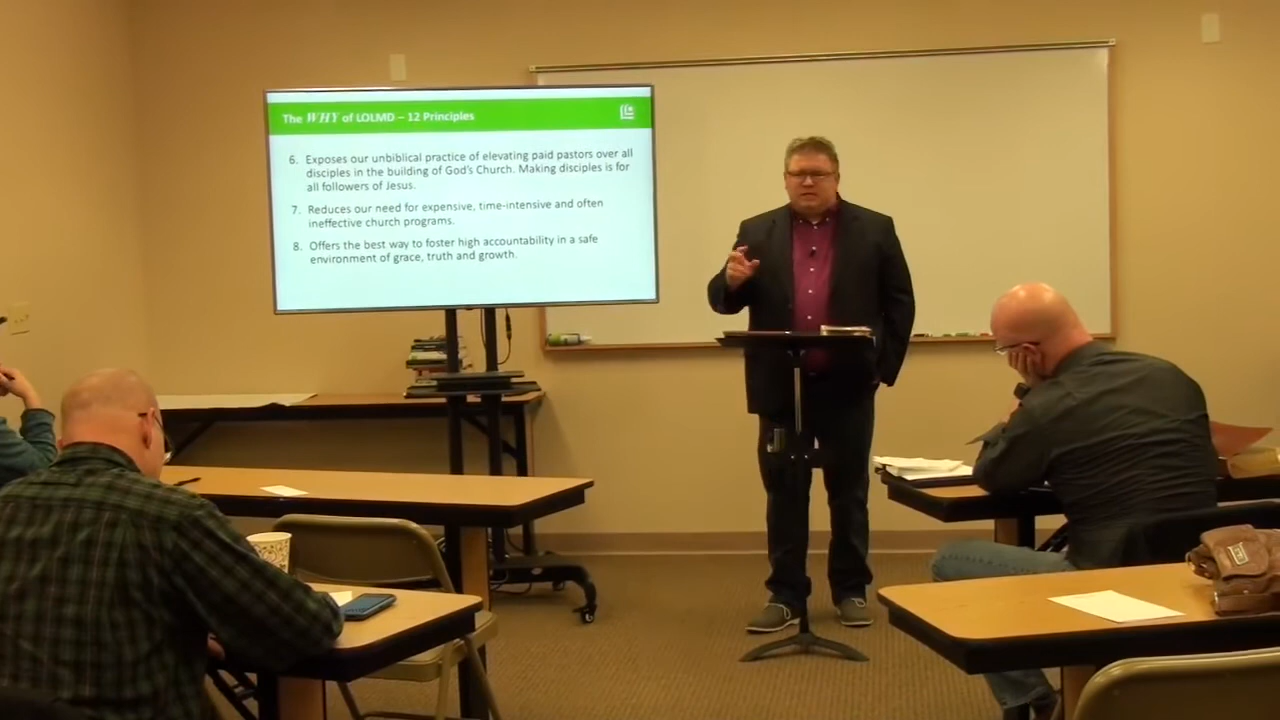 The WHY of LOLMD – 12 Principles
6. Exposes our unbiblical practice of elevating paid pastors over all
disciples in the building of God's Church. Making disciples is for
all followers of Jesus.
7. Reduces our need for expensive, time-intensive and often
ineffective church programs.
8. Offers the best way to foster high accountability in a safe
environment of grace, truth and growth.